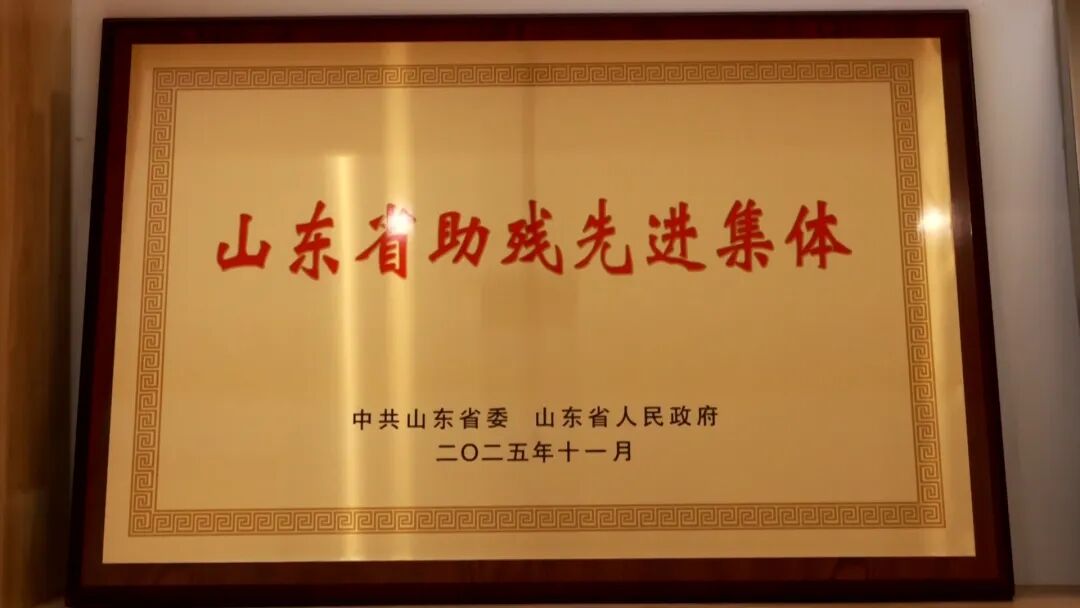 山东省助残先进集体
中共山东省委 山东省人民政府
二〇二五年十一月